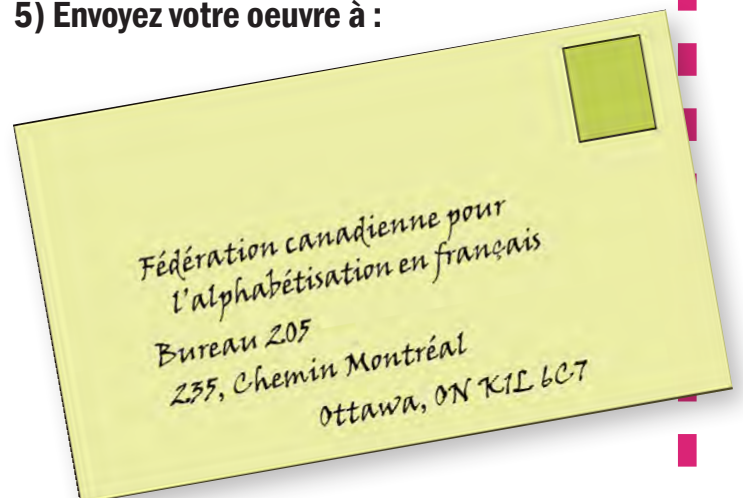 5) Envoyez votre oeuvre à :
Fédération canadienne pour
l'alphabétisation en français
Bureau 205
235, Chemin Montréal
Ottawa, ON K1L 6C7